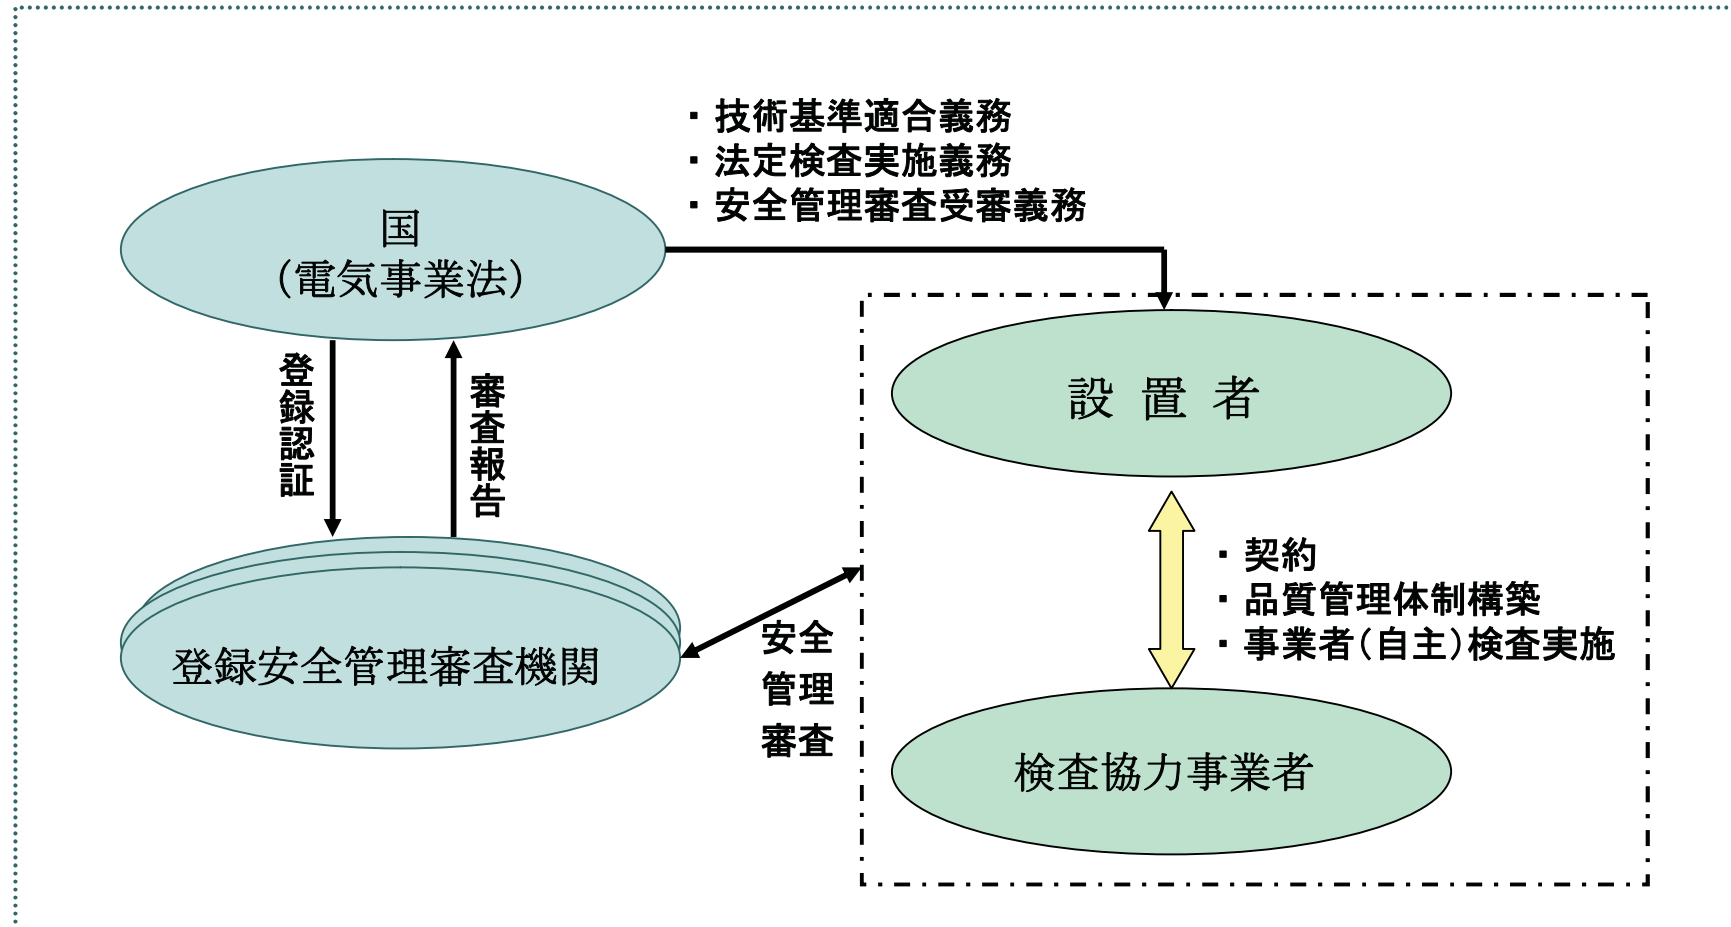 ・ 技術基準適合義務
・ 法定検査実施義務
・ 安全管理審査受審義務
国
（電気事業法）
登録認証
審査報告
設 置 者
・ 契約
・ 品質管理体制構築
・ 事業者（自主）検査実施
登録安全管理審査機関
安全
管理
審査
検査協力事業者